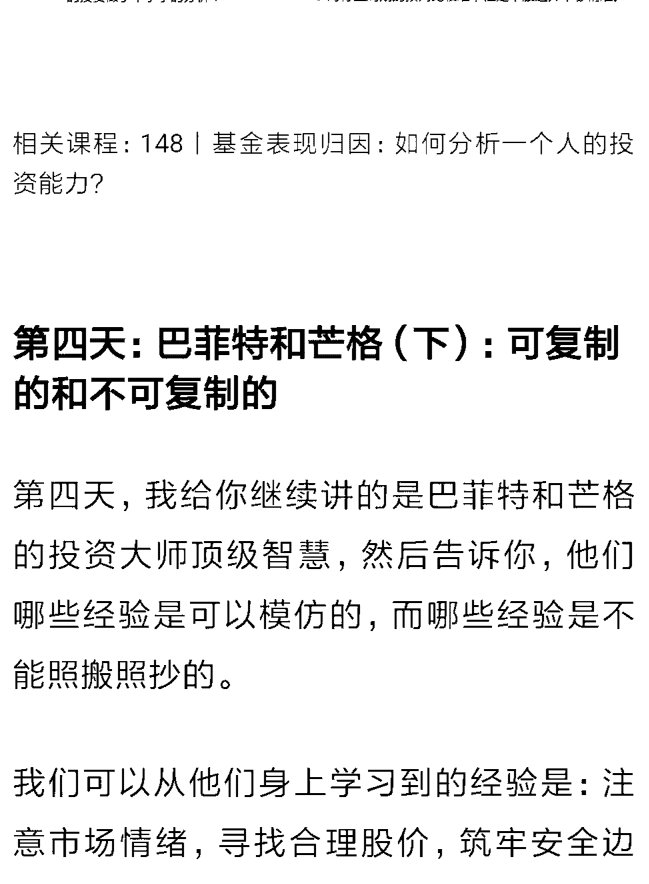 相关课程：148丨基金表现归因：如何分析一个人的投
资能力？
第四天：巴菲特和芒格（下）：可复制
的和不可复制的
第四天，我给你继续讲的是巴菲特和芒格
的投资大师顶级智慧，然后告诉你，他们
哪些经验是可以模仿的，而哪些经验是不
能照搬照抄的。
我们可以从他们身上学习到的经验是：注
意市场情绪，寻找合理股价，筑牢安全边